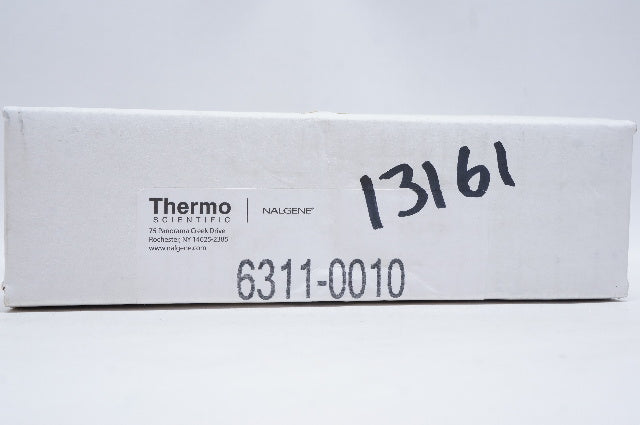 13161
Thermo
SCIENTIFIC
NALGENE®
75 Panorama Creek Drive
Rochester, NY 14625-2385
www.nalgene.com
6311-0010